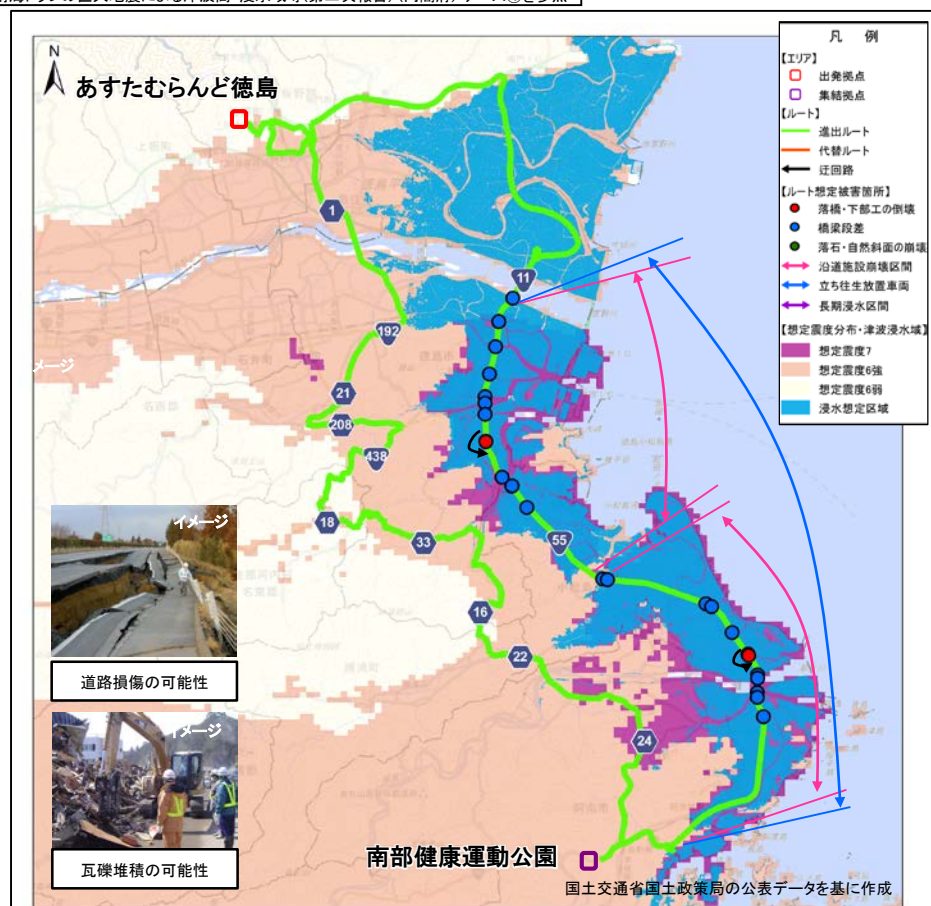 N
あすたむらんど徳島
凡 例
【エリア】
出発拠点
集結拠点
【ルート】
進出ルート
代替ルート
迂回路
【ルート想定被害箇所】
落橋・下部工の倒壊
橋梁段差
落石・自然斜面の崩壊
沿道施設崩壊区間
立ち往生放置車両
長期浸水区間
【想定震度分布・津波浸水域】
想定震度7
想定震度6強
想定震度6弱
浸水想定区域
1
11
192
メージ
21
208
438
18
33
55
16
22
24
イメージ
道路損傷の可能性
イメージ
瓦礫堆積の可能性
南部健康運動公園
国土交通省国土政策局の公表データを基に作成